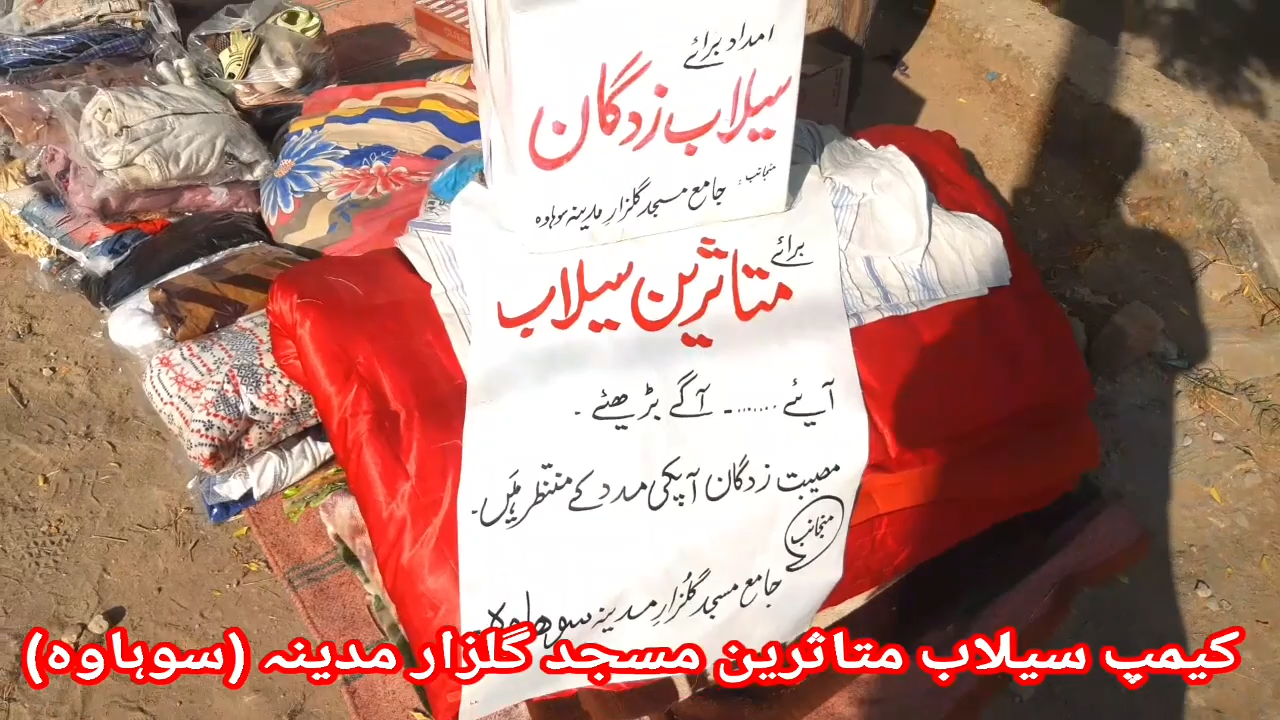 امداد برائے
سیلاب زدگان
منجانب: جامع مسجد گلزارِ مدینہ سوہاوہ
برائے
متاثرین سیلاب
آیئے ........ آگے بڑھیئے ۔
مصیبت زدگان آپکی مدد کے منتظر ہیں۔
منجانب
جامع مسجد گلزارِ مدینہ سوہاوہ
کیمپ سیلاب متاثرین مسجد گلزار مدینہ (سوہاوہ)